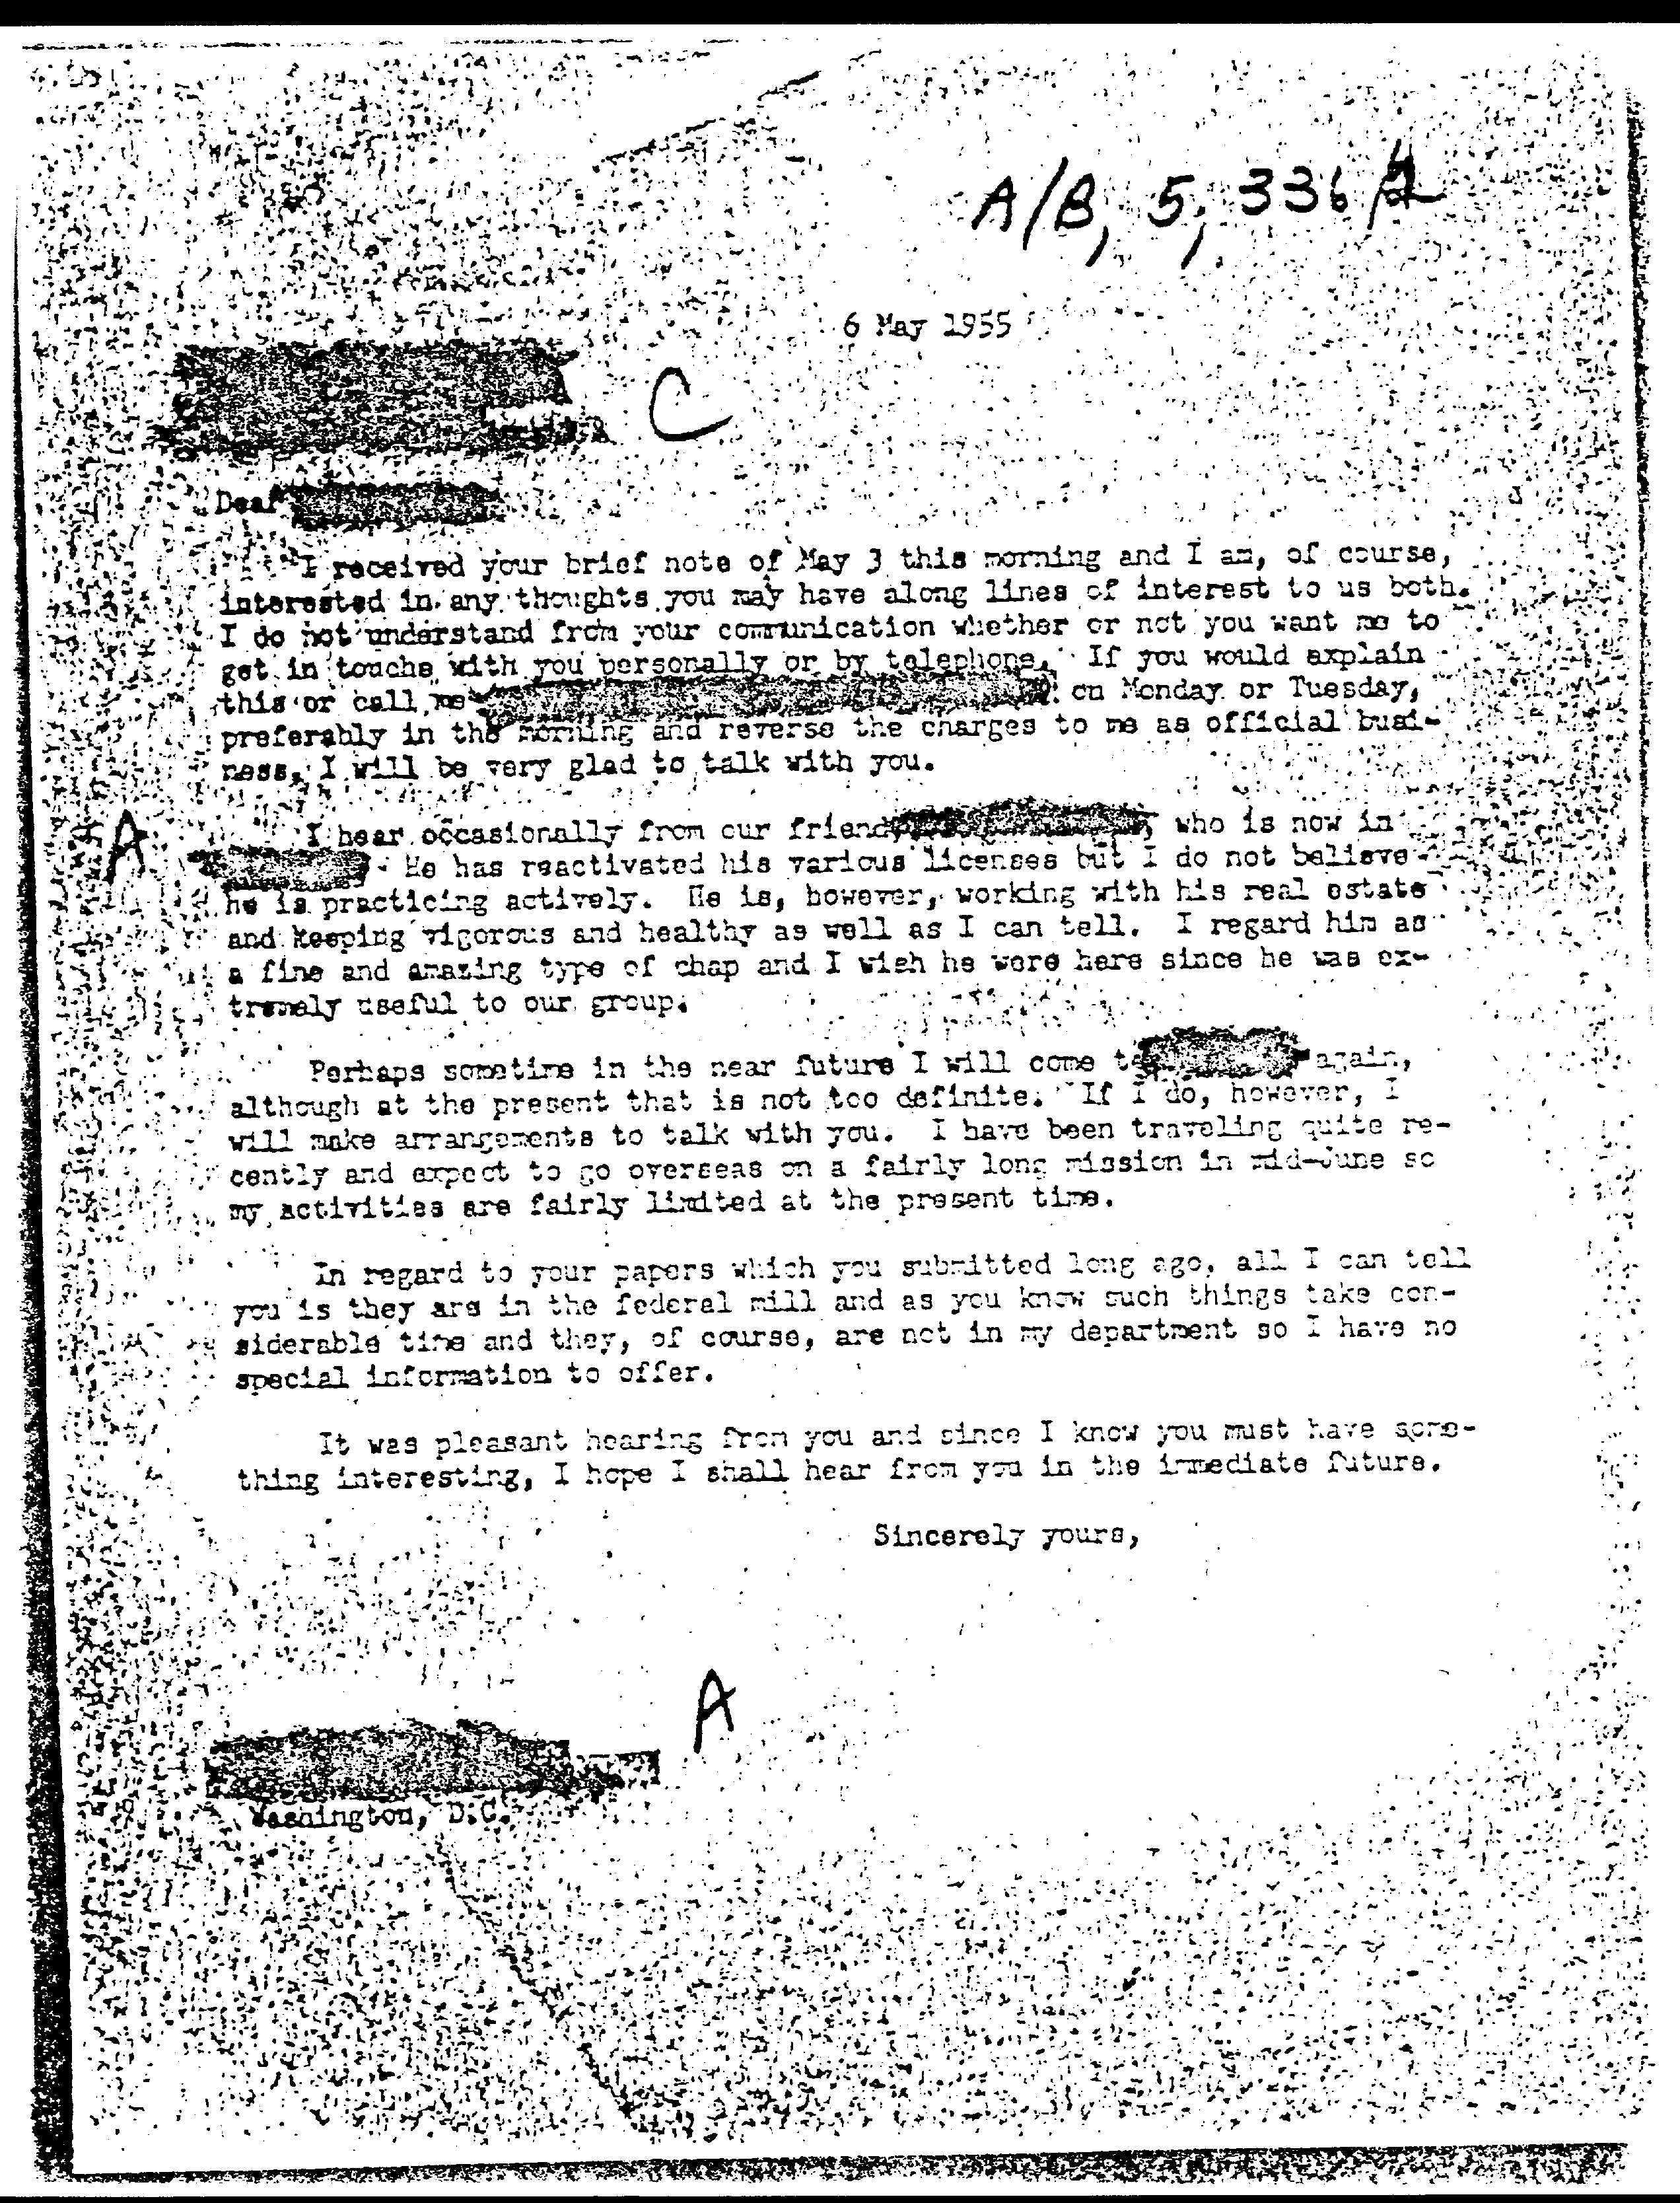 A/B, 5, 336
6 May 1955
C
Dear
I received your brief note of May 3 this morning and I am, of course,
interested in any thoughts you may have along lines of interest to us both.
I do not understand from your communication whether or not you want me to
get in touche with you personally or by telephone. If you would explain
this or call me on Monday or Tuesday,
preferably in the morning and reverse the charges to me as official busi-
ness, I will be very glad to talk with you.
A
I hear occasionally from our friend , who is now in
. He has reactivated his various licenses but I do not believe
he is practicing actively. He is, however, working with his real estate
and keeping vigorous and healthy as well as I can tell. I regard him as
a fine and amazing type of chap and I wish he were here since he was ex-
tremely useful to our group.
Perhaps sometime in the near future I will come to again,
although at the present that is not too definite. If I do, however, I
will make arrangements to talk with you. I have been traveling quite re-
cently and expect to go overseas on a fairly long mission in mid-June so
my activities are fairly limited at the present time.
In regard to your papers which you submitted long ago, all I can tell
you is they are in the federal mill and as you know such things take con-
siderable time and they, of course, are not in my department so I have no
special information to offer.
It was pleasant hearing from you and since I know you must have some-
thing interesting, I hope I shall hear from you in the immediate future.
Sincerely yours,
A
Washington, D.C.